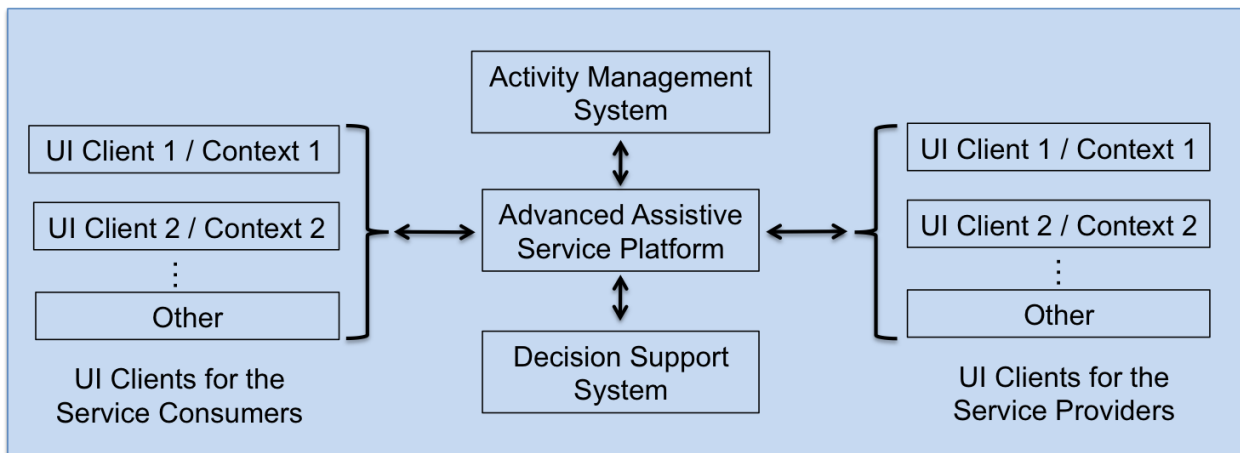 Activity Management
System
UI Client 1 / Context 1
UI Client 2 / Context 2
⋮
Other
UI Clients for the
Service Consumers
Advanced Assistive
Service Platform
Decision Support
System
UI Client 1 / Context 1
UI Client 2 / Context 2
⋮
Other
UI Clients for the
Service Providers